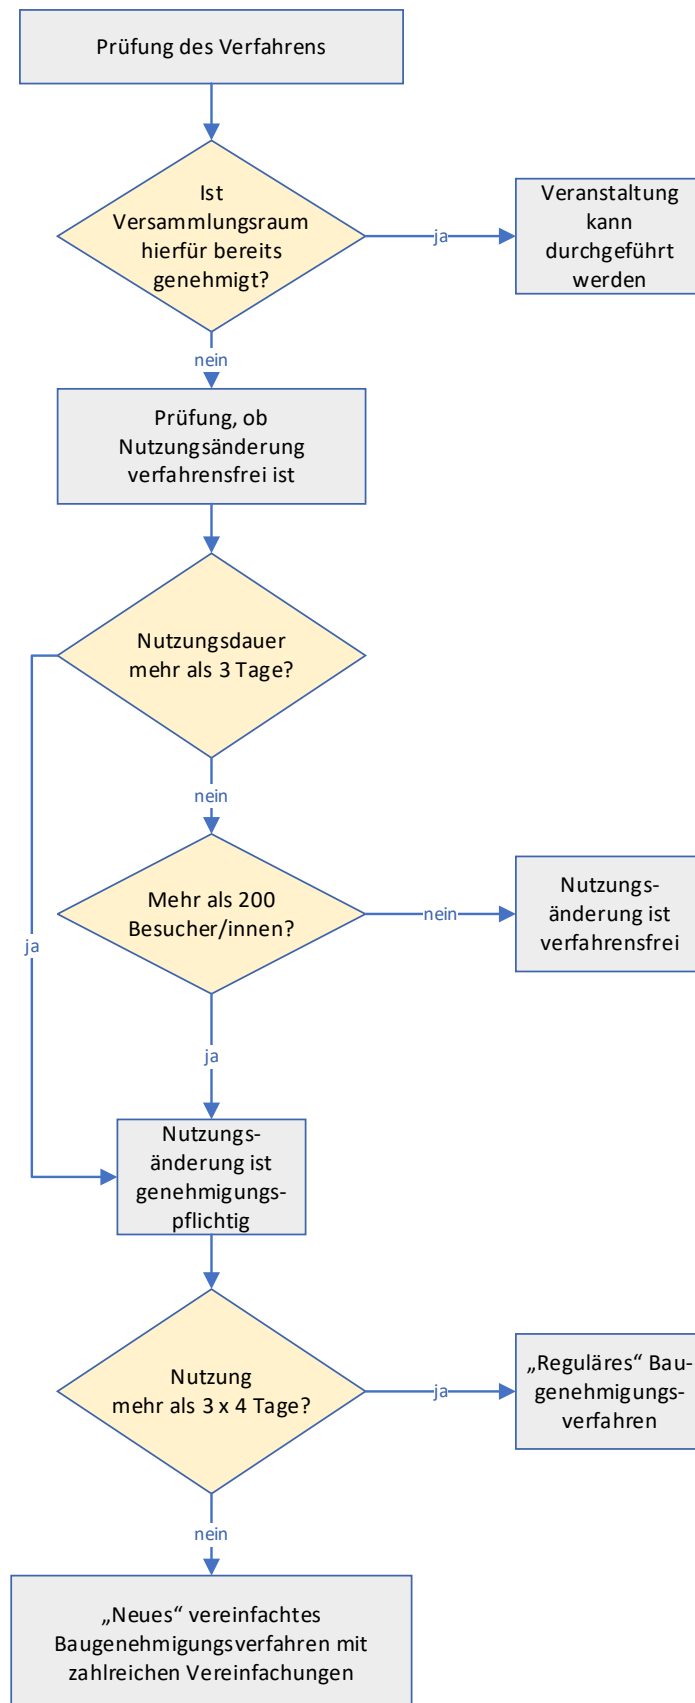 Prüfung des Verfahrens
Ist
Versammlungsraum
hierfür bereits
genehmigt?
ja
Veranstaltung
kann
durchgeführt
werden
nein
Prüfung, ob
Nutzungsänderung
verfahrensfrei ist
Nutzungsdauer
mehr als 3 Tage?
nein
Mehr als 200
Besucher/innen?
nein
Nutzungs-
änderung ist
verfahrensfrei
ja
ja
Nutzungs-
änderung ist
genehmigungs-
pflichtig
Nutzung
mehr als 3 x 4 Tage?
ja
„Reguläres“ Bau-
genehmigungs-
verfahren
nein
„Neues“ vereinfachtes
Baugenehmigungsverfahren mit
zahlreichen Vereinfachungen